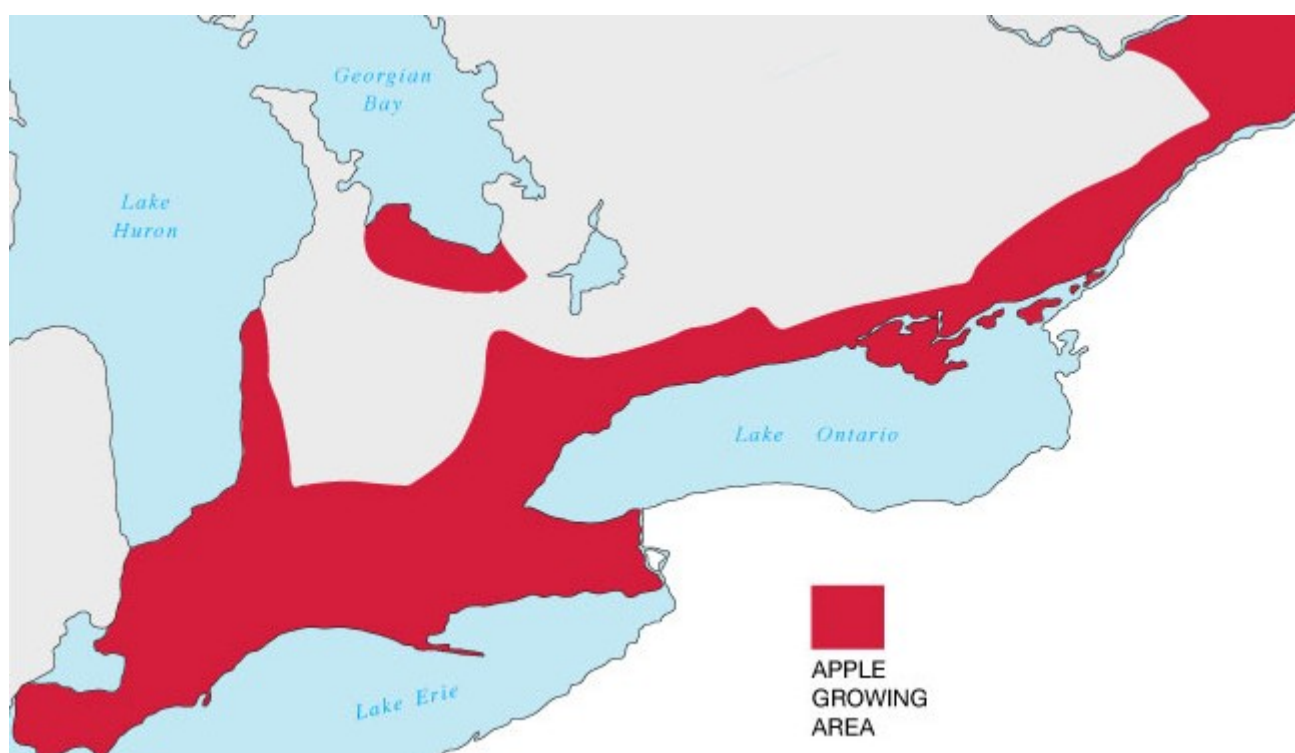 Georgian
Bay
Lake
Huron
Lake Ontario
Lake Erie
APPLE
GROWING
AREA